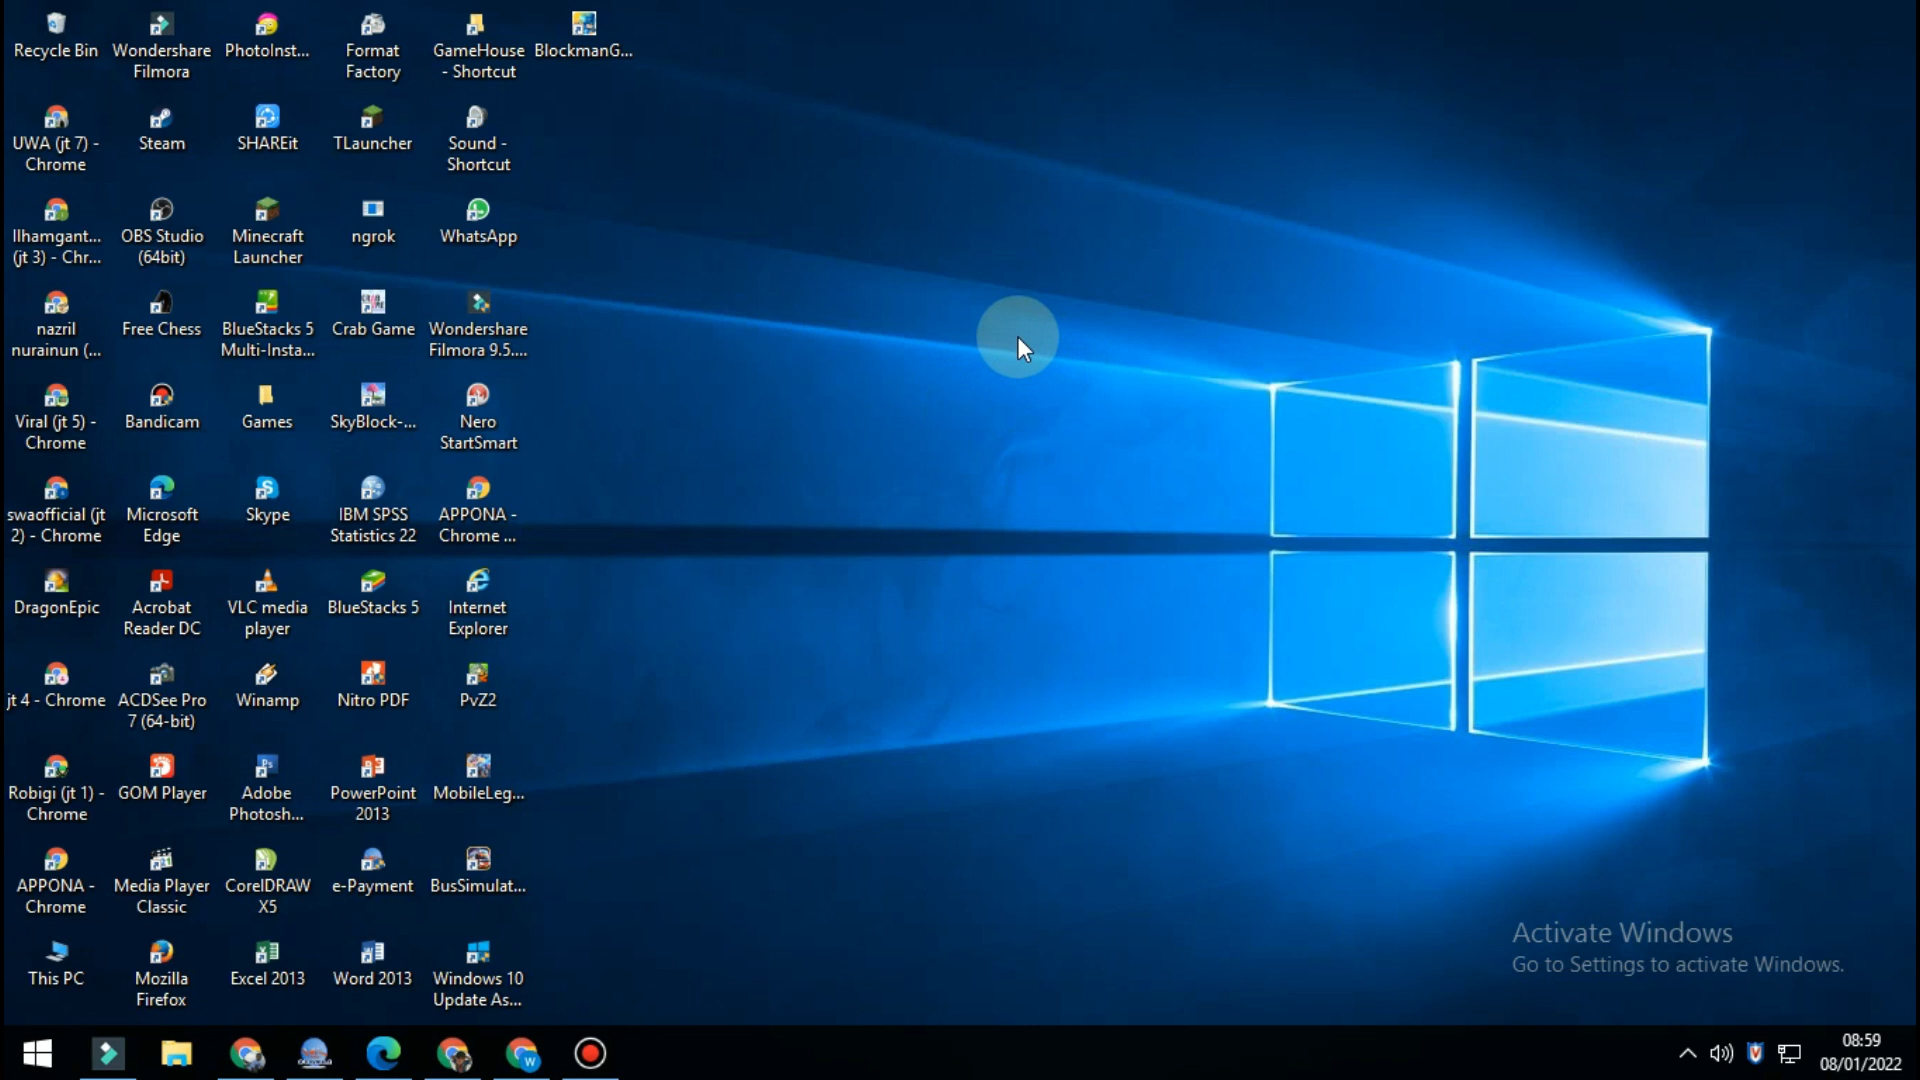 Recycle Bin
Wondershare
Filmora
PhotoInst...
Format
Factory
GameHouse
- Shortcut
BlockmanG...
UWA (jt 7) -
Chrome
Steam
SHAREit
TLauncher
Sound -
Shortcut
Ilhamgant...
(jt 3) - Chr...
OBS Studio
(64bit)
Minecraft
Launcher
ngrok
WhatsApp
nazril
nurainun (...
Free Chess
BlueStacks 5
Multi-Insta...
Crab Game
Wondershare
Filmora 9.5....
Viral (jt 5) -
Chrome
Bandicam
Games
SkyBlock-...
Nero
StartSmart
swaofficial (jt
2) - Chrome
Microsoft
Edge
Skype
IBM SPSS
Statistics 22
APPONA -
Chrome ...
DragonEpic
Acrobat
Reader DC
VLC media
player
BlueStacks 5
Internet
Explorer
jt 4 - Chrome
ACDSee Pro
7 (64-bit)
Winamp
Nitro PDF
PvZ2
Robigi (jt 1) -
Chrome
GOM Player
Adobe
Photosh...
PowerPoint
2013
MobileLeg...
APPONA -
Chrome
Media Player
Classic
CorelDRAW
X5
e-Payment
BusSimulat...
This PC
Mozilla
Firefox
Excel 2013
Word 2013
Windows 10
Update As...
Activate Windows
Go to Settings to activate Windows.
08:59
08/01/2022